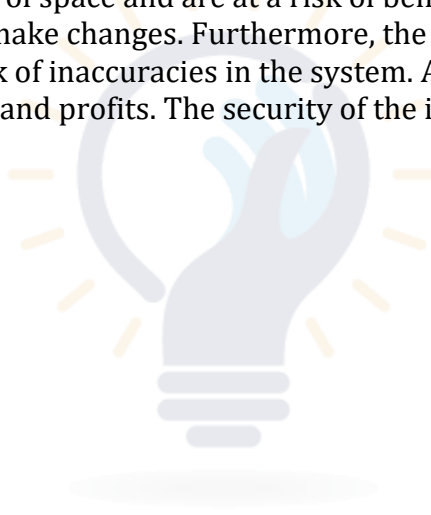 of space and are at a risk of
make changes. Furthermore, the
of inaccuracies in the system.
and profits. The security of the